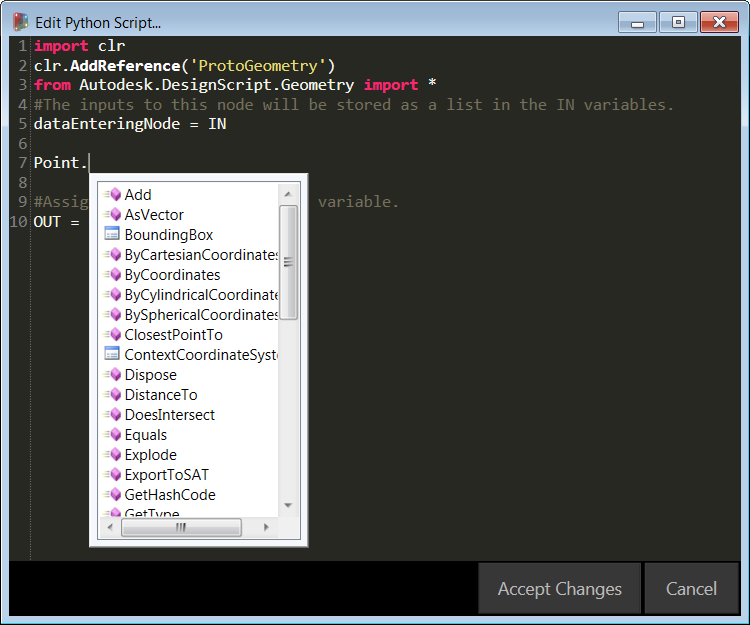 Edit Python Script...
1 import clr
2 clr.AddReference('ProtoGeometry')
3 from Autodesk.DesignScript.Geometry import *
4 #The inputs to this node will be stored as a list in the IN variables.
5 dataEnteringNode = IN
6
7 Point.
8
9 #Assig variable.
10 OUT =
Add
AsVector
BoundingBox
ByCartesianCoordinates
ByCoordinates
ByCylindricalCoordinate
BySphericalCoordinates
ClosestPointTo
ContextCoordinateSyst
Dispose
DistanceTo
DoesIntersect
Equals
Explode
ExportToSAT
GetHashCode
GetType
Accept Changes
Cancel